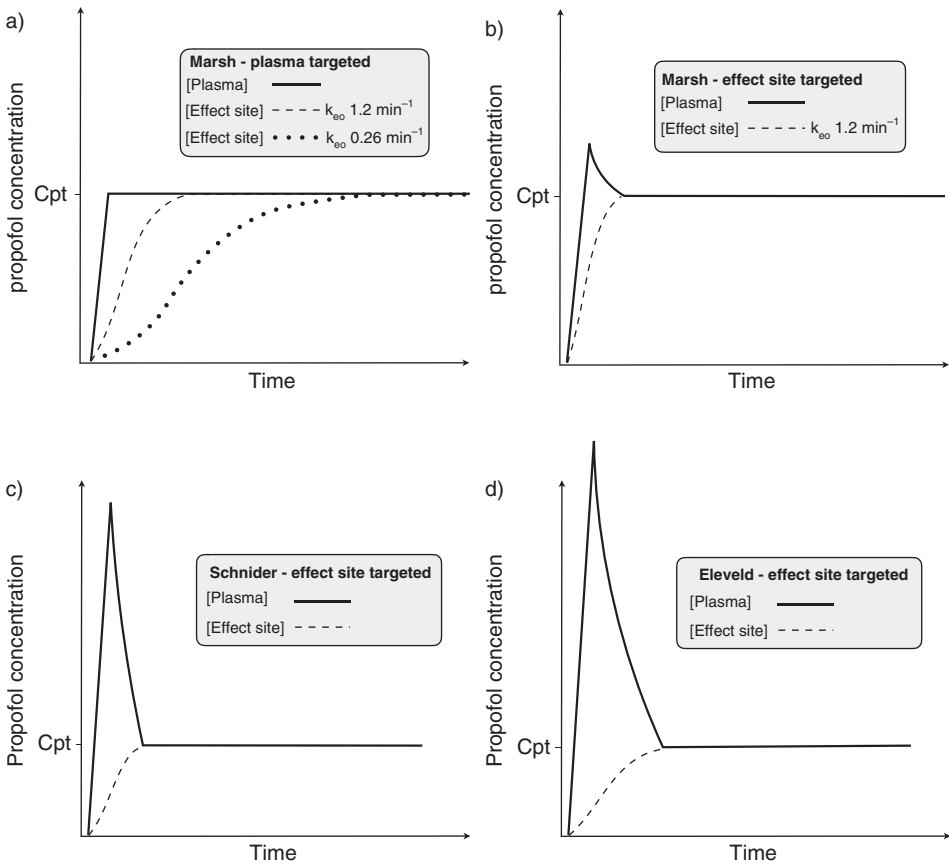 a)
Marsh - plasma targeted
[Plasma]
[Effect site] kₑₒ 1.2 min⁻¹
[Effect site] kₑₒ 0.26 min⁻¹
propofol concentration
Cpt
Time
b)
Marsh - effect site targeted
[Plasma]
[Effect site] kₑₒ 1.2 min⁻¹
propofol concentration
Cpt
Time
c)
Schnider - effect site targeted
[Plasma]
[Effect site]
Propofol concentration
Cpt
Time
d)
Eleveld - effect site targeted
[Plasma]
[Effect site]
Propofol concentration
Cpt
Time